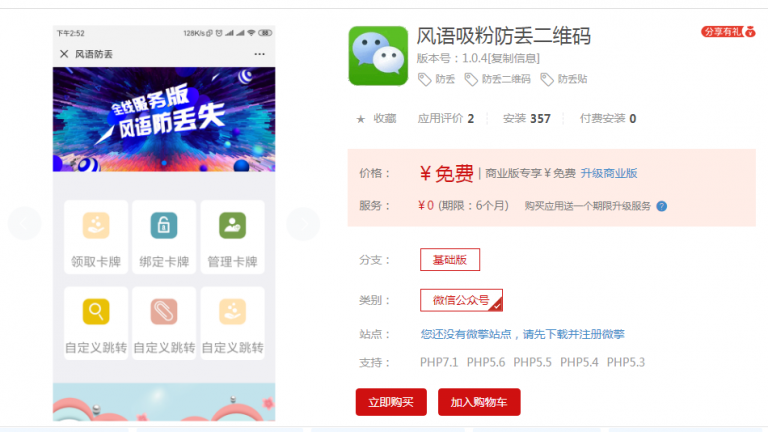 下午2:52
128K/s
风语防丢
全线服务版
风语防丢失
领取卡牌
绑定卡牌
管理卡牌
自定义跳转
自定义跳转
自定义跳转
风语吸粉防丢二维码
分享有礼
版本号：1.0.4[复制信息]
防丢 防丢二维码 防丢贴
★ 收藏 应用评价 2 安装 357 付费安装 0
价格： ¥ 免费 | 商业版专享 ¥ 免费 升级商业版
服务： ¥ 0 (期限：6个月) 购买应用送一个期限升级服务 ?
分支： 基础版
类别： 微信公众号
站点： 您还没有微擎站点，请先下载并注册微擎
支持： PHP7.1 PHP5.6 PHP5.5 PHP5.4 PHP5.3
立即购买 加入购物车